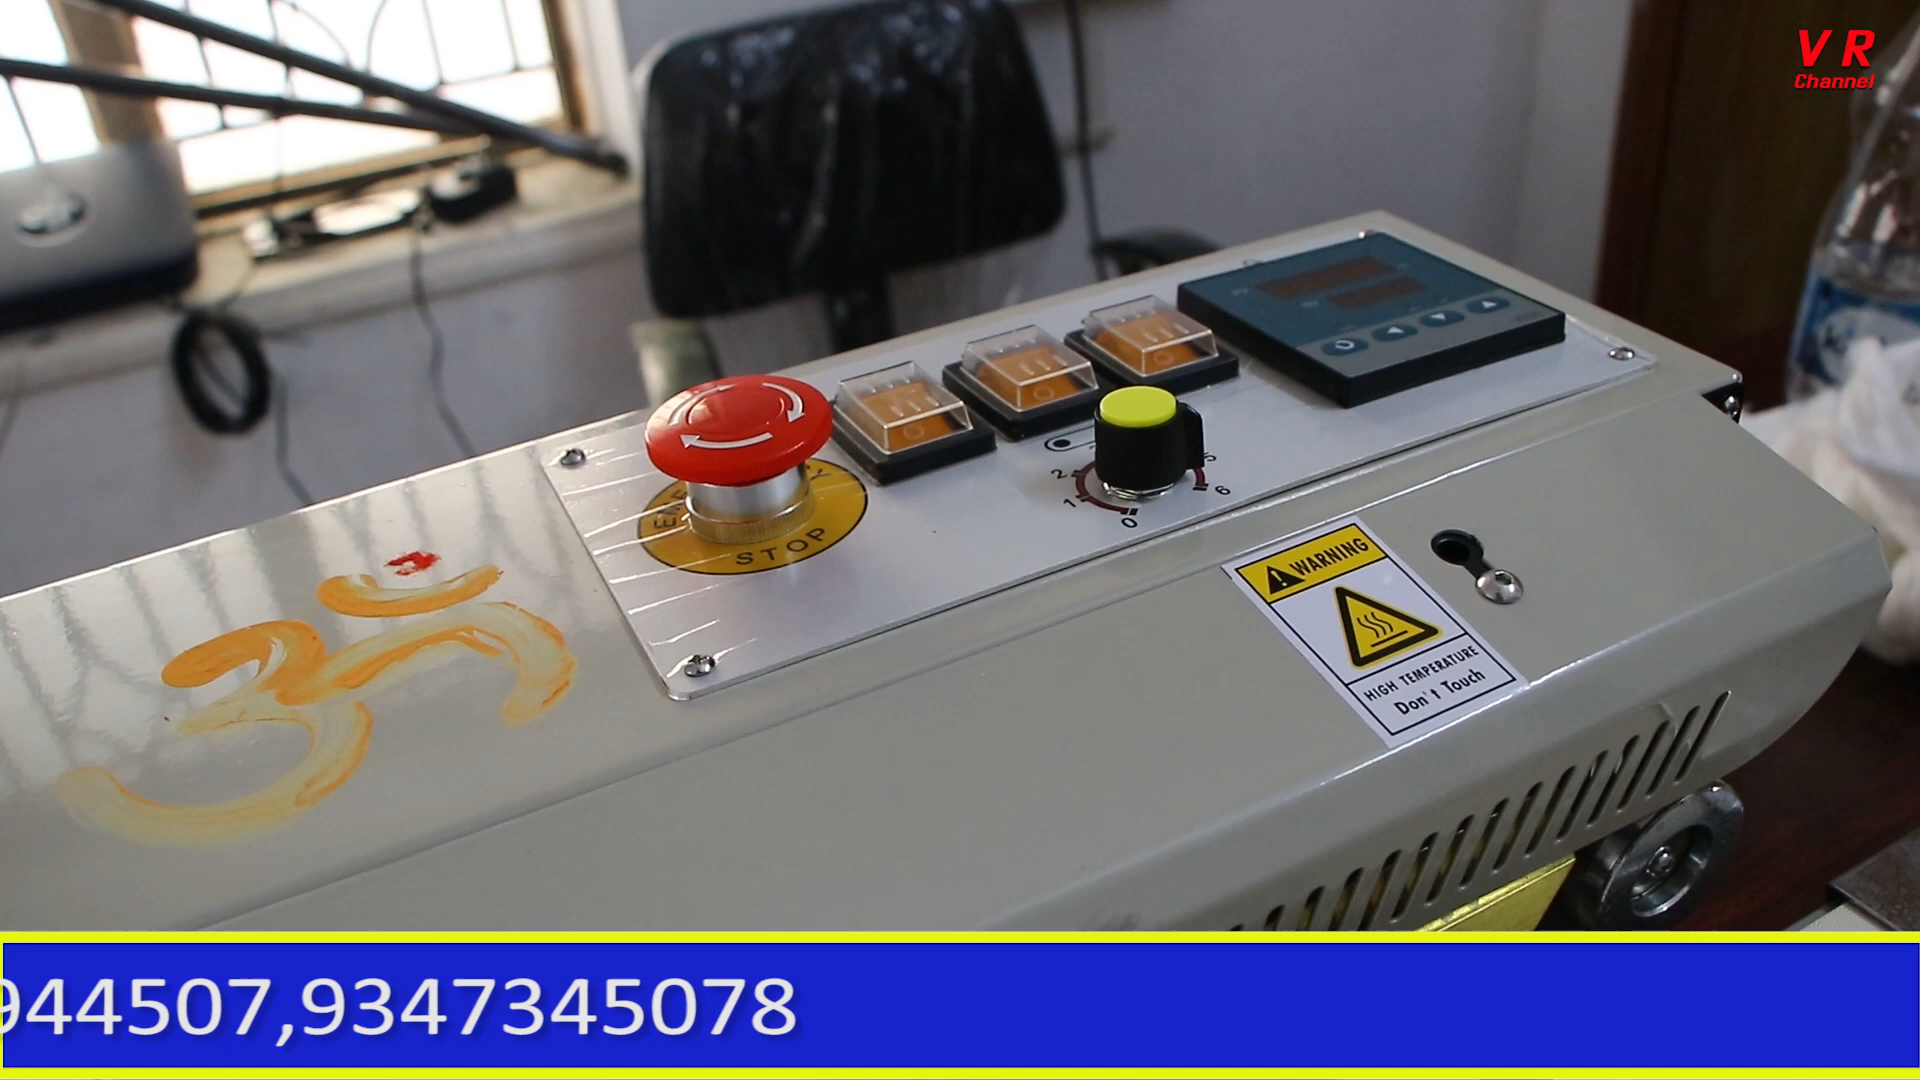 V R
Channel
STOP
0 1 2 5 6
WARNING
HIGH TEMPERATURE
Don't Touch
ॐ
944507,9347345078